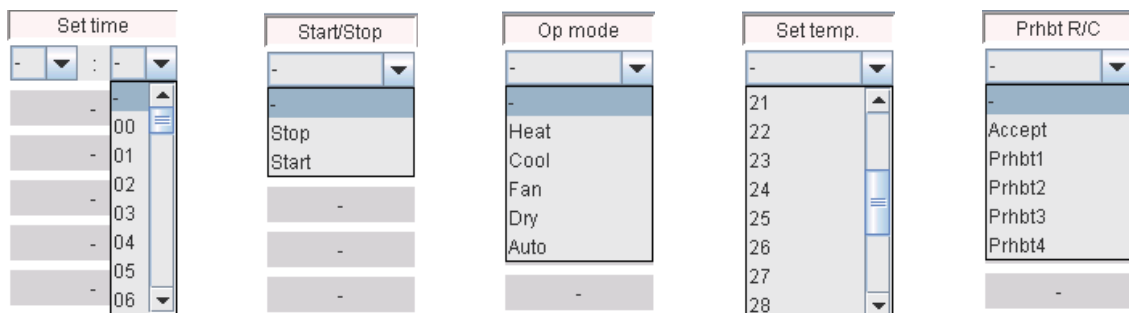 Set time
- : -
-
00
01
02
03
04
05
06
-
-
-
-
-
Start/Stop
-
-
Stop
Start
-
-
-
Op mode
-
-
Heat
Cool
Fan
Dry
Auto
-
Set temp.
-
21
22
23
24
25
26
27
28
Prhbt R/C
-
-
Accept
Prhbt1
Prhbt2
Prhbt3
Prhbt4
-